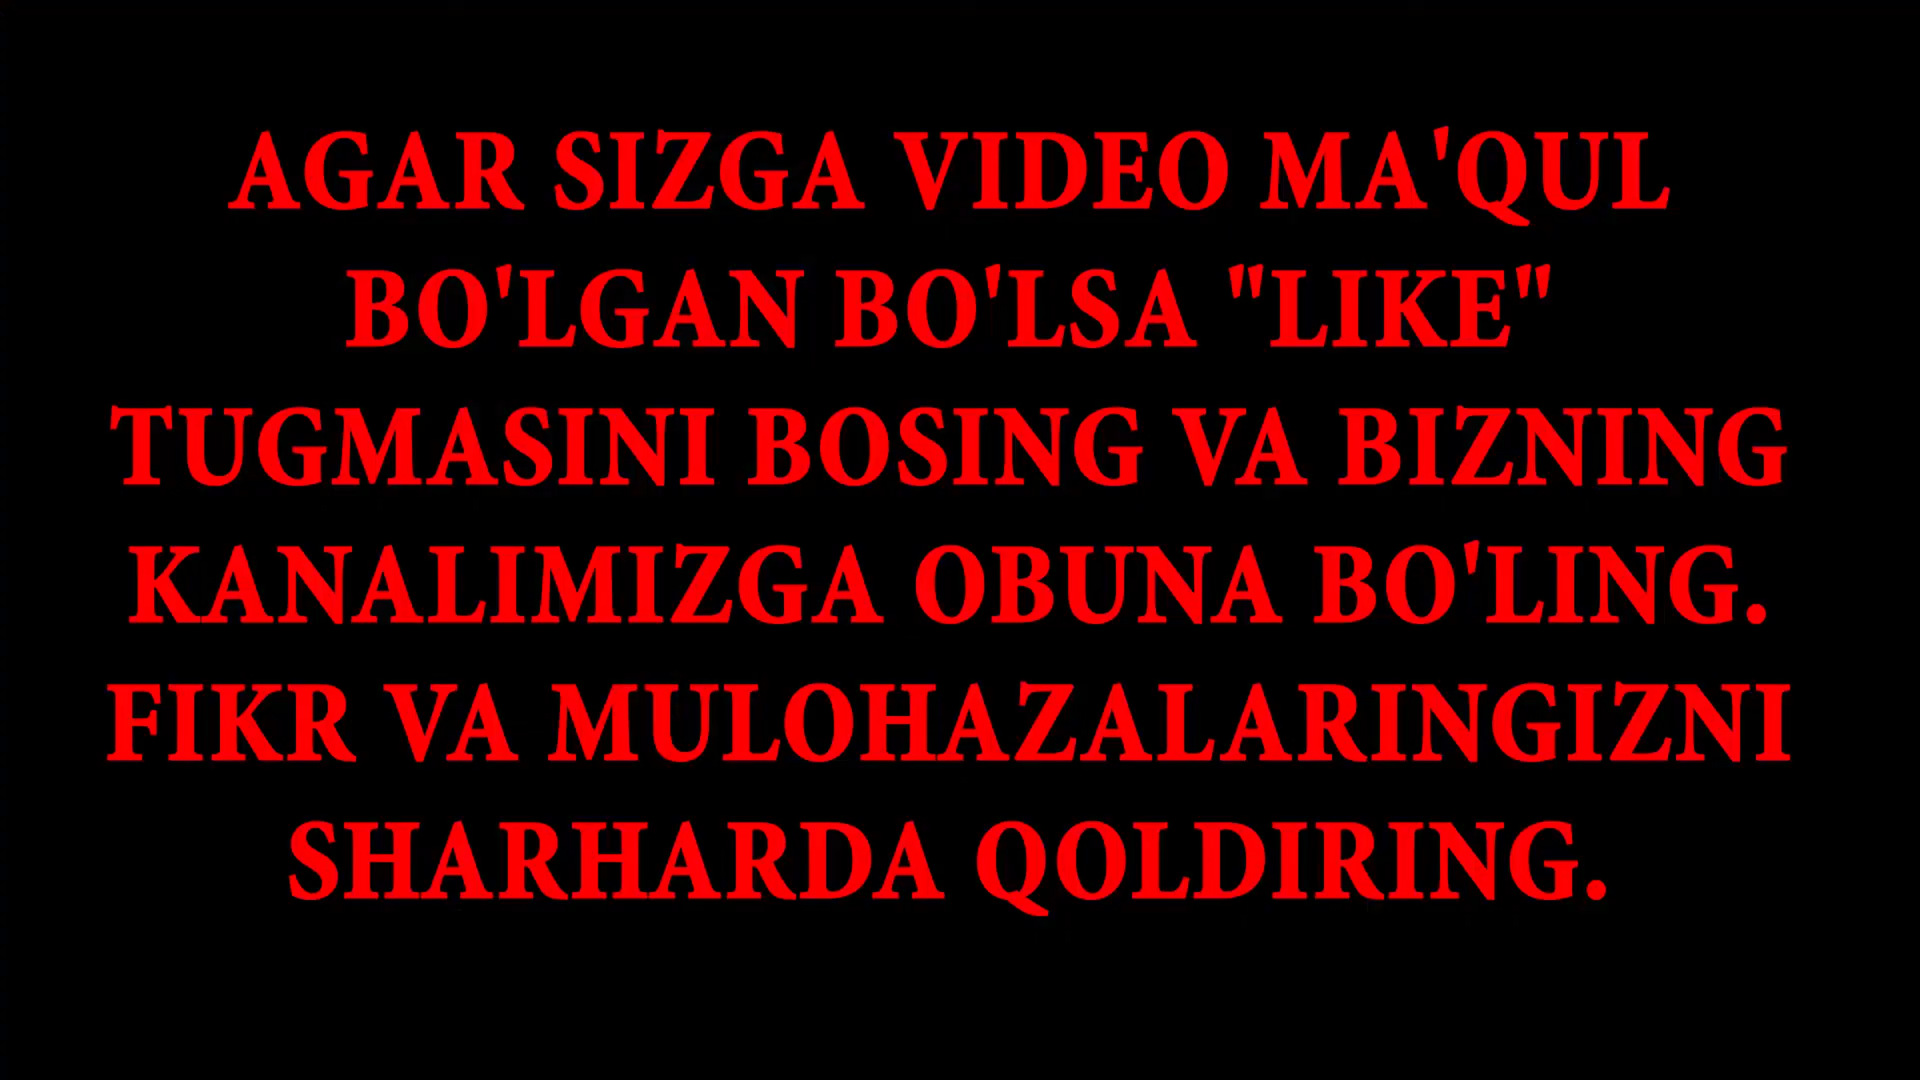 AGAR SIZGA VIDEO MA'QUL
BO'LGAN BO'LSA "LIKE"
TUGMASINI BOSING VA BIZNING
KANALIMIZGA OBUNA BO'LING.
FIKR VA MULOHAZALARINGIZNI
SHARHARDA QOLDIRING.